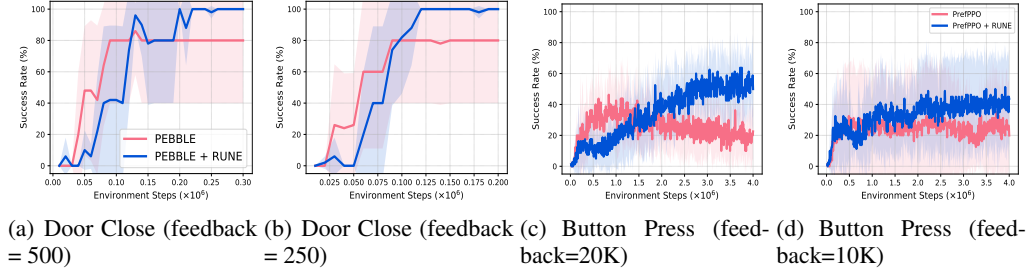 100
80
60
40
20
0
Success Rate (%)
0.00 0.05 0.10 0.15 0.20 0.25 0.30
Environment Steps (×10⁶)
PEBBLE
PEBBLE + RUNE
100
80
60
40
20
0
Success Rate (%)
0.025 0.050 0.075 0.100 0.125 0.150 0.175 0.200
Environment Steps (×10⁶)
100
80
60
40
20
0
Success Rate (%)
0.0 0.5 1.0 1.5 2.0 2.5 3.0 3.5 4.0
Environment Steps (×10⁶)
100
80
60
40
20
0
Success Rate (%)
0.0 0.5 1.0 1.5 2.0 2.5 3.0 3.5 4.0
Environment Steps (×10⁶)
PrefPPO
PrefPPO + RUNE
(a) Door Close (feedback
= 500)
(b) Door Close (feedback
= 250)
(c) Button Press (feed-
back=20K)
(d) Button Press (feed-
back=10K)